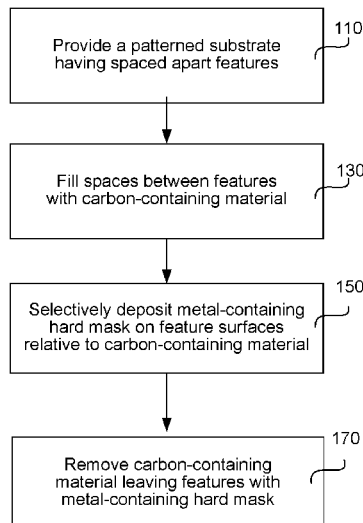 Provide a patterned substrate
having spaced apart features
110
Fill spaces between features
with carbon-containing material
130
Selectively deposit metal-containing
hard mask on feature surfaces
relative to carbon-containing material
150
Remove carbon-containing
material leaving features with
metal-containing hard mask
170